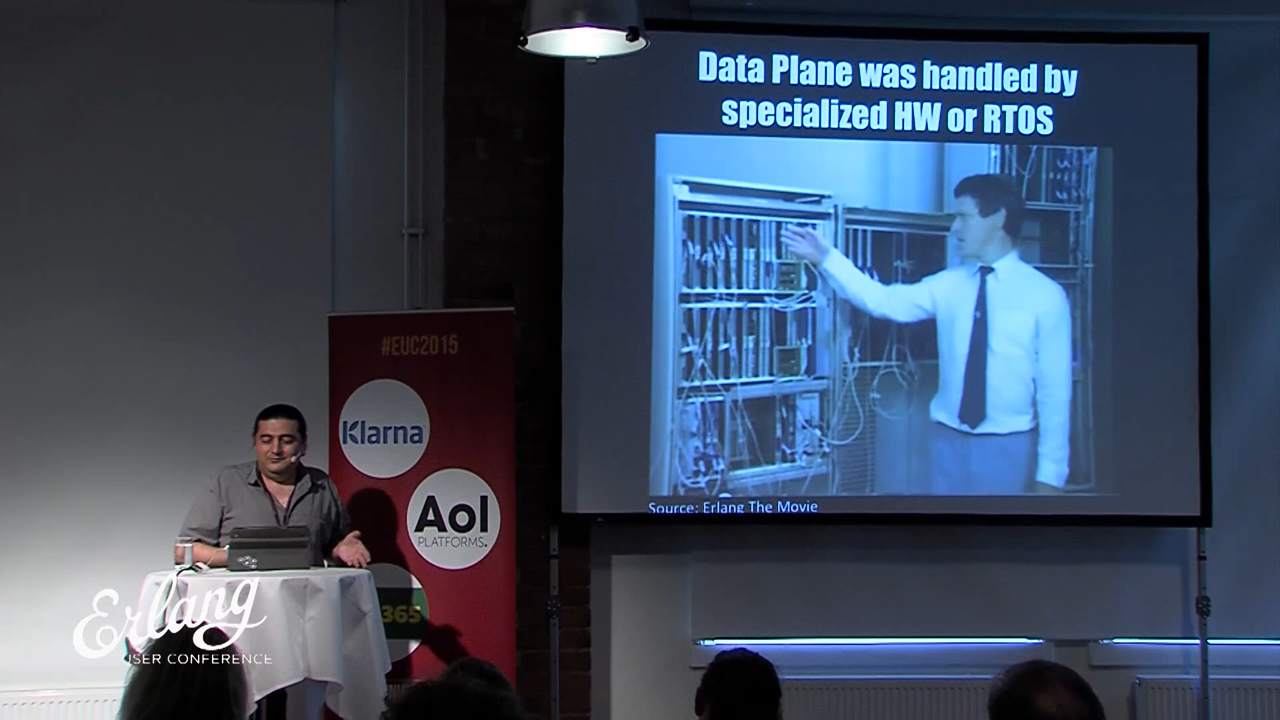 Data Plane was handled by
specialized HW or RTOS
Source: Erlang The Movie
#EUC2015
Klarna
Aol
PLATFORMS.
365
Erlang
USER CONFERENCE